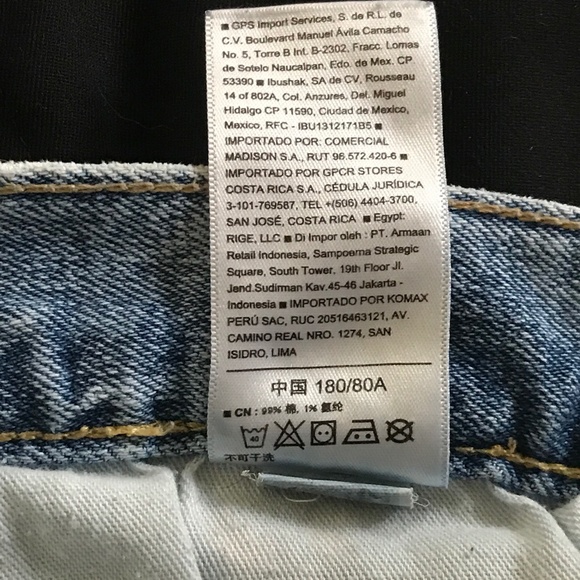 ■ GPS Import Services, S. de R.L. de
C.V. Boulevard Manuel Ávila Camacho
No. 5, Torre B Int. B-2302. Fracc. Lomas
de Sotelo Naucalpan, Edo. de Mex. CP
53390 ■ Ibushak, SA de CV, Rousseau
14 of 802A, Col. Anzures, Del. Miguel
Hidalgo CP 11590, Ciudad de Mexico,
Mexico, RFC - IBU1312171B5 ■
IMPORTADO POR: COMERCIAL
MADISON S.A., RUT 96.572.420-6 ■
IMPORTADO POR GPCR STORES
COSTA RICA S.A., CÉDULA JURÍDICA
3-101-769587, TEL +(506) 4404-3700,
SAN JOSÉ, COSTA RICA ■ Egypt:
RIGE, LLC ■ Di Impor oleh : PT. Armaan
Retail Indonesia, Sampoerna Strategic
Square, South Tower. 19th Floor Jl.
Jend.Sudirman Kav.45-46 Jakarta -
Indonesia ■ IMPORTADO POR KOMAX
PERÚ SAC, RUC 20516463121, AV.
CAMINO REAL NRO. 1274, SAN
ISIDRO, LIMA
中国 180/80A
■ CN : 99% 棉, 1% 氨纶
40
不可干洗